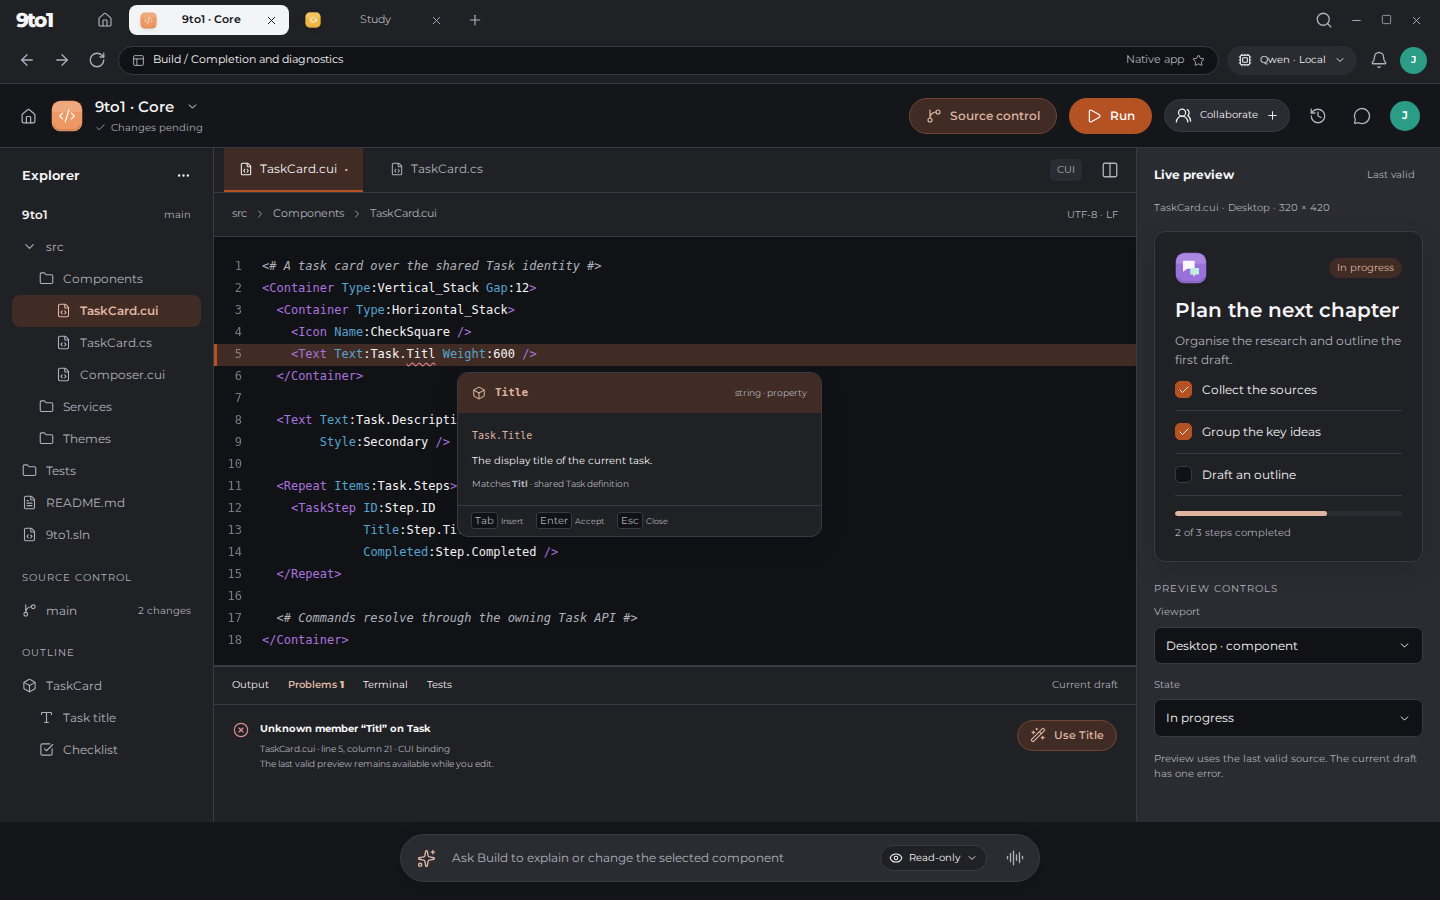 9to1
9to1 · Core
Study
Build / Completion and diagnostics
Native app
Qwen · Local
J
9to1 · Core
Changes pending
Source control
Run
Collaborate
J
Explorer
9to1 main
src
Components
TaskCard.cui
TaskCard.cs
Composer.cui
Services
Themes
Tests
README.md
9to1.sln
SOURCE CONTROL
main 2 changes
OUTLINE
TaskCard
Task title
Checklist
TaskCard.cui
TaskCard.cs
CUI
src > Components > TaskCard.cui
UTF-8 · LF
1 <# A task card over the shared Task identity #>
2 <Container Type:Vertical_Stack Gap:12>
3 <Container Type:Horizontal_Stack>
4 <Icon Name:CheckSquare />
5 <Text Text:Task.Titl Weight:600 />
6 </Container>
7
8 <Text Text:Task.Descripti
9 Style:Secondary />
10
11 <Repeat Items:Task.Steps>
12 <TaskStep ID:Step.ID
13 Title:Step.Ti
14 Completed:Step.Completed />
15 </Repeat>
16
17 <# Commands resolve through the owning Task API #>
18 </Container>
Title string · property
Task.Title
The display title of the current task.
Matches Titl · shared Task definition
Tab Insert Enter Accept Esc Close
Output Problems 1 Terminal Tests
Current draft
Unknown member “Titl” on Task
TaskCard.cui · line 5, column 21 · CUI binding
The last valid preview remains available while you edit.
Use Title
Live preview Last valid
TaskCard.cui · Desktop · 320 × 420
In progress
Plan the next chapter
Organise the research and outline the
first draft.
Collect the sources
Group the key ideas
Draft an outline
2 of 3 steps completed
PREVIEW CONTROLS
Viewport
Desktop · component
State
In progress
Preview uses the last valid source. The current draft
has one error.
Ask Build to explain or change the selected component
Read-only